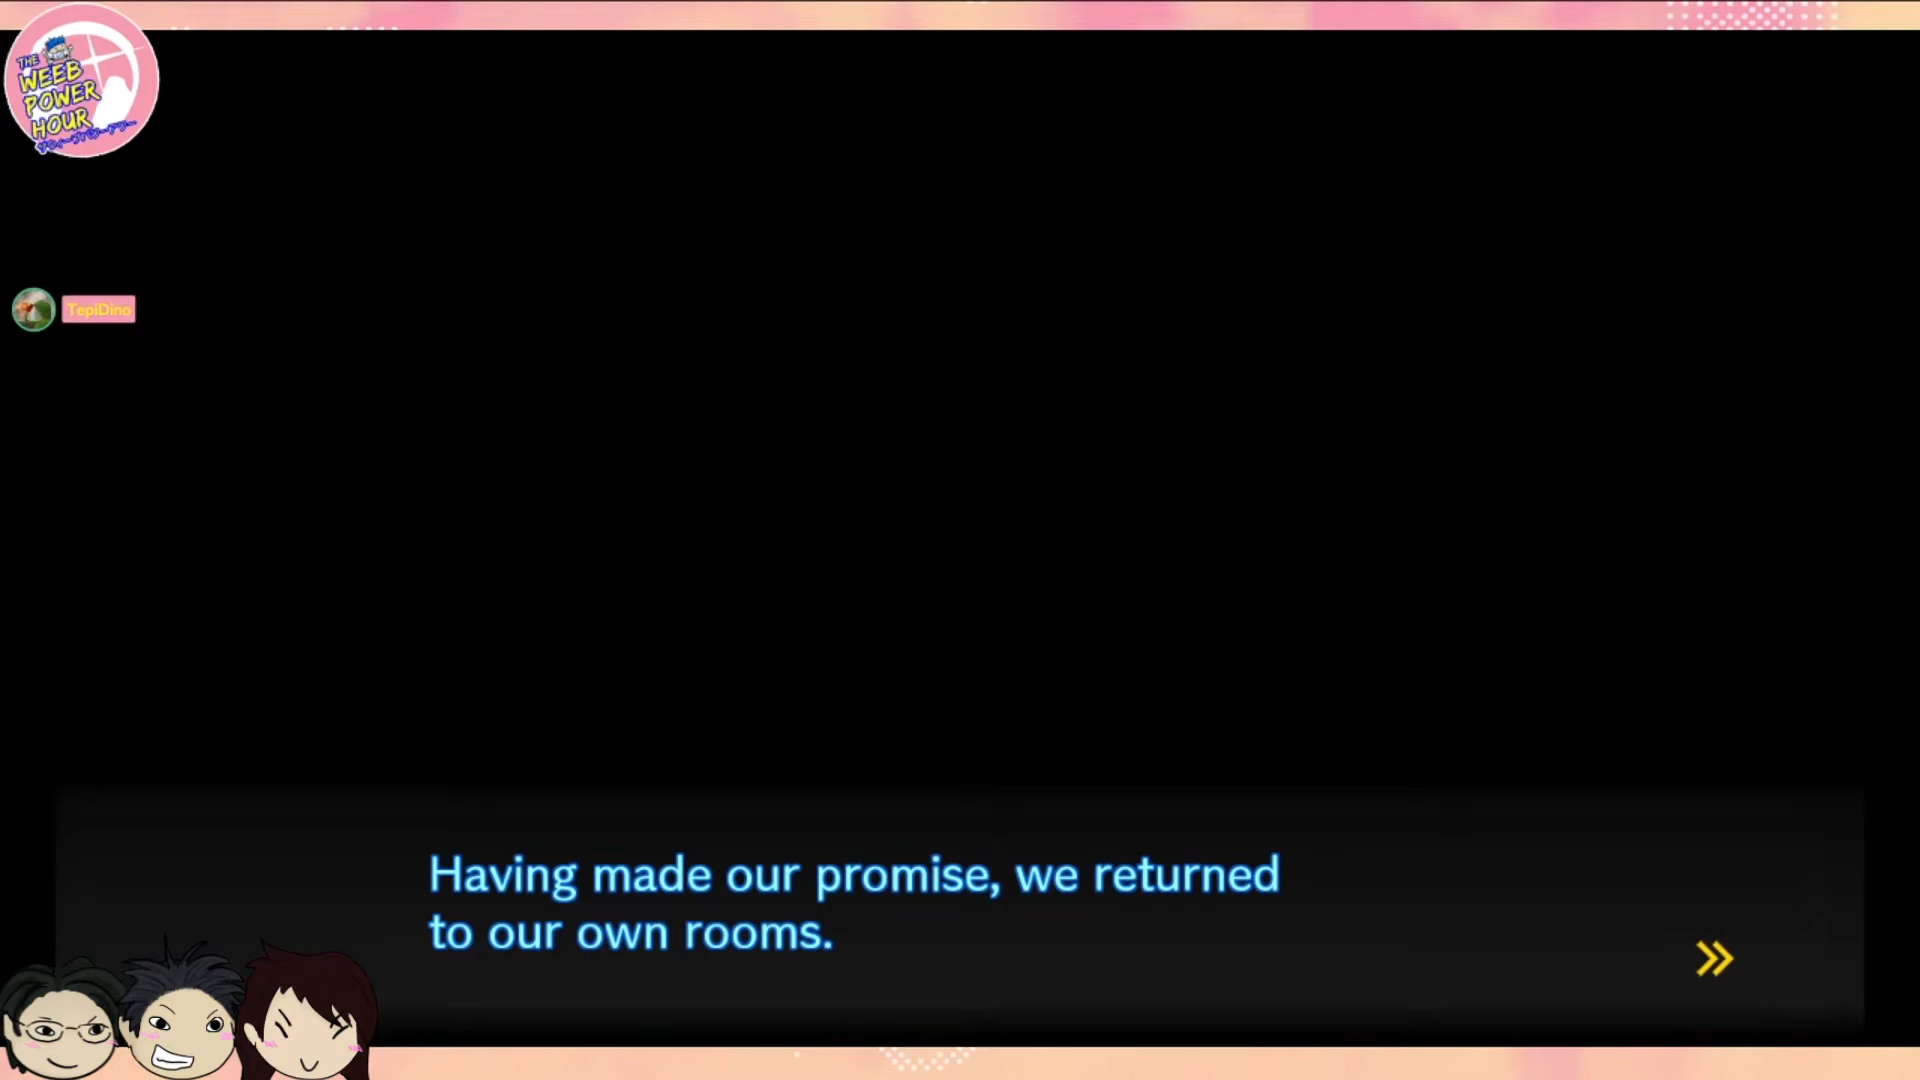 THE
WEEB
POWER
HOUR
TepiDino
Having made our promise, we returned
to our own rooms.